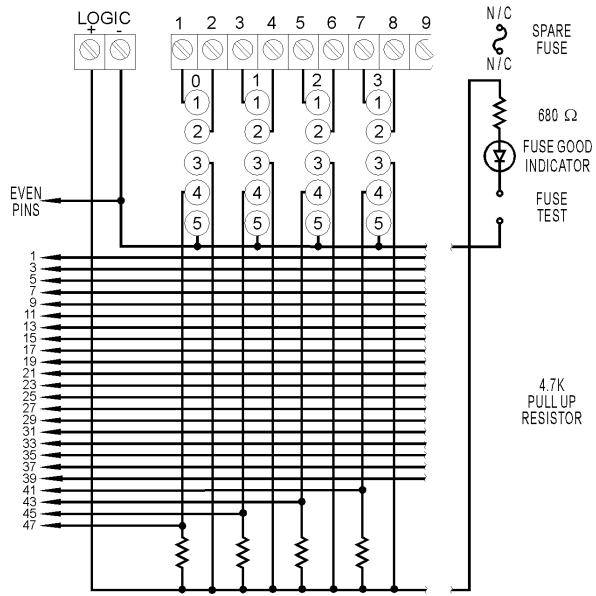 LOGIC
+ -
1 2 3 4 5 6 7 8 9
N/C
SPARE
FUSE
N/C
0 1 2 3
1 1 1 1
2 2 2 2
3 3 3 3
4 4 4 4
5 5 5 5
680 Ω
FUSE GOOD
INDICATOR
FUSE
TEST
EVEN
PINS
1
3
5
7
9
11
13
15
17
19
21
23
25
27
29
31
33
35
37
39
41
43
45
47
4.7K
PULL UP
RESISTOR